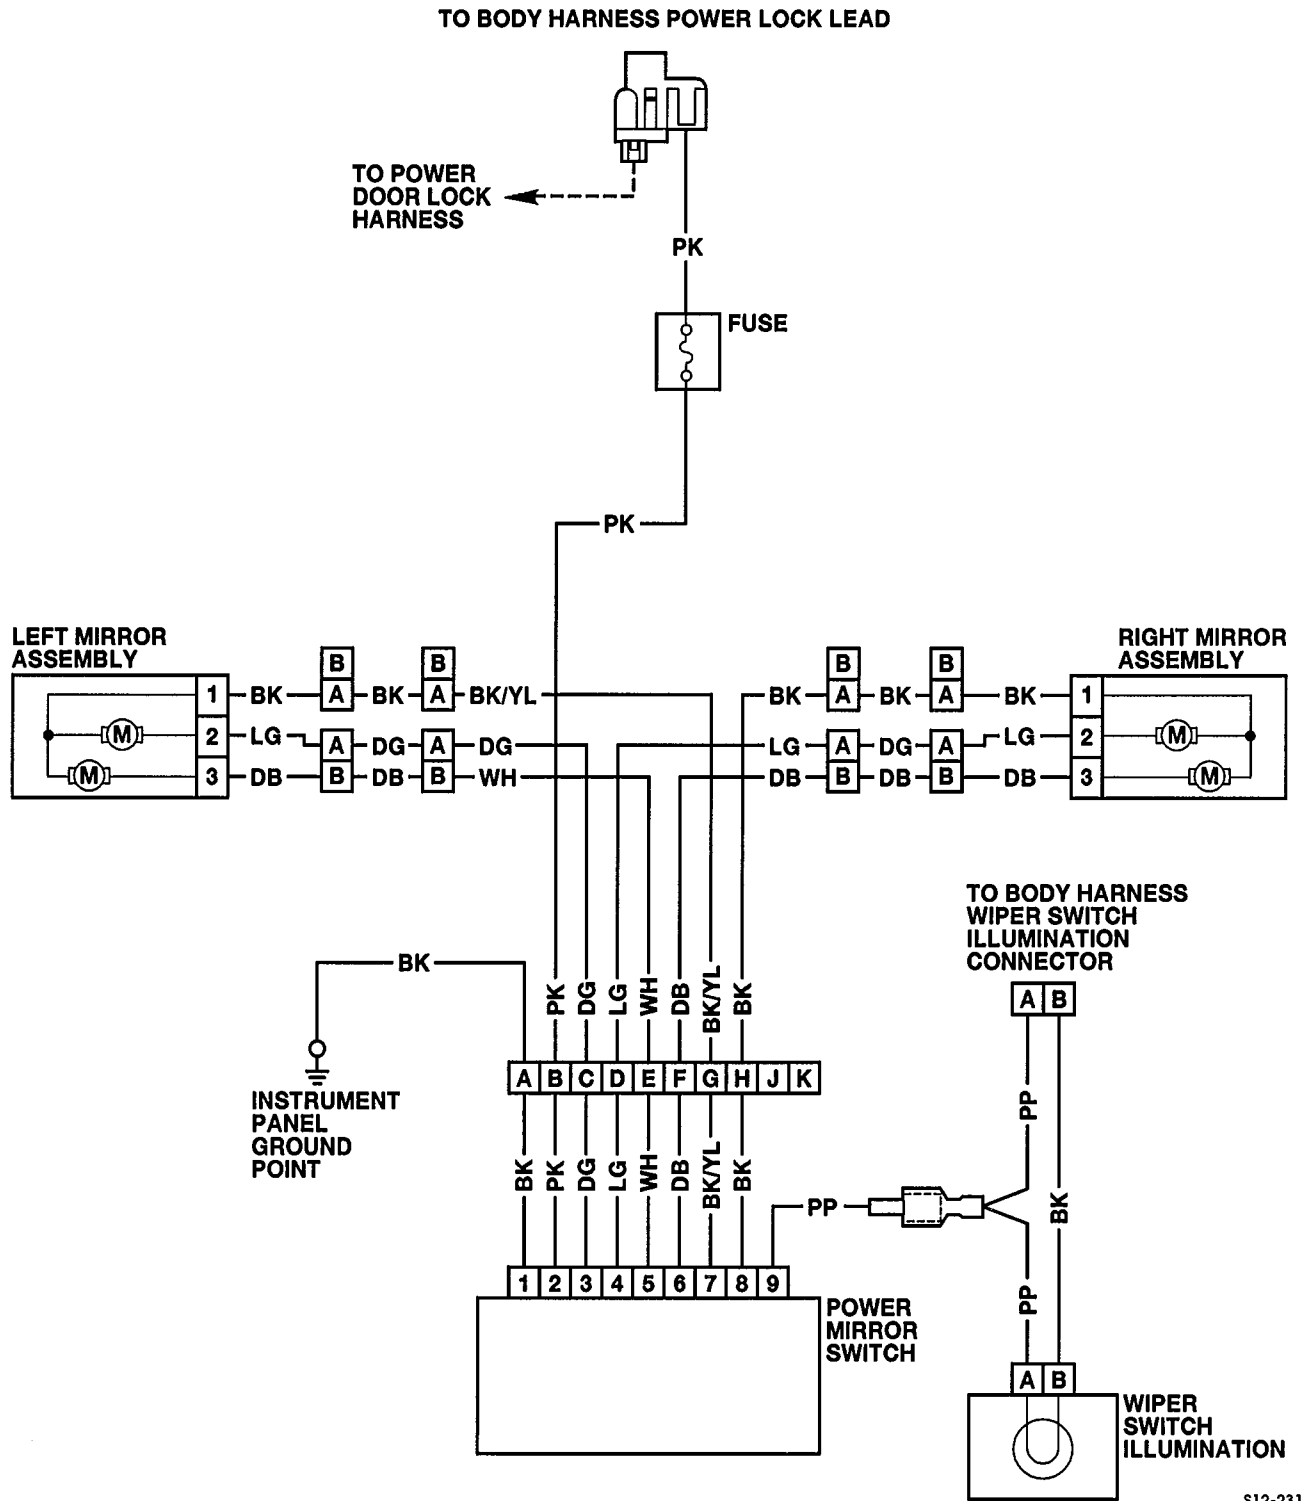 TO BODY HARNESS POWER LOCK LEAD
TO POWER
DOOR LOCK
HARNESS
PK
FUSE
PK
LEFT MIRROR
ASSEMBLY
RIGHT MIRROR
ASSEMBLY
B B B B
1 BK A BK A BK/YL BK A BK A BK 1
M 2 LG A DG A DG LG A DG A LG 2 M
M 3 DB B DB B WH DB B DB B DB 3 M
TO BODY HARNESS
WIPER SWITCH
ILLUMINATION
CONNECTOR
BK
PK DG LG WH DB BK/YL BK
A B
A B C D E F G H J K
INSTRUMENT
PANEL
GROUND
POINT
PP
BK PK DG LG WH DB BK/YL BK
PP
BK
PP
1 2 3 4 5 6 7 8 9
POWER
MIRROR
SWITCH
A B
WIPER
SWITCH
ILLUMINATION
S12-231